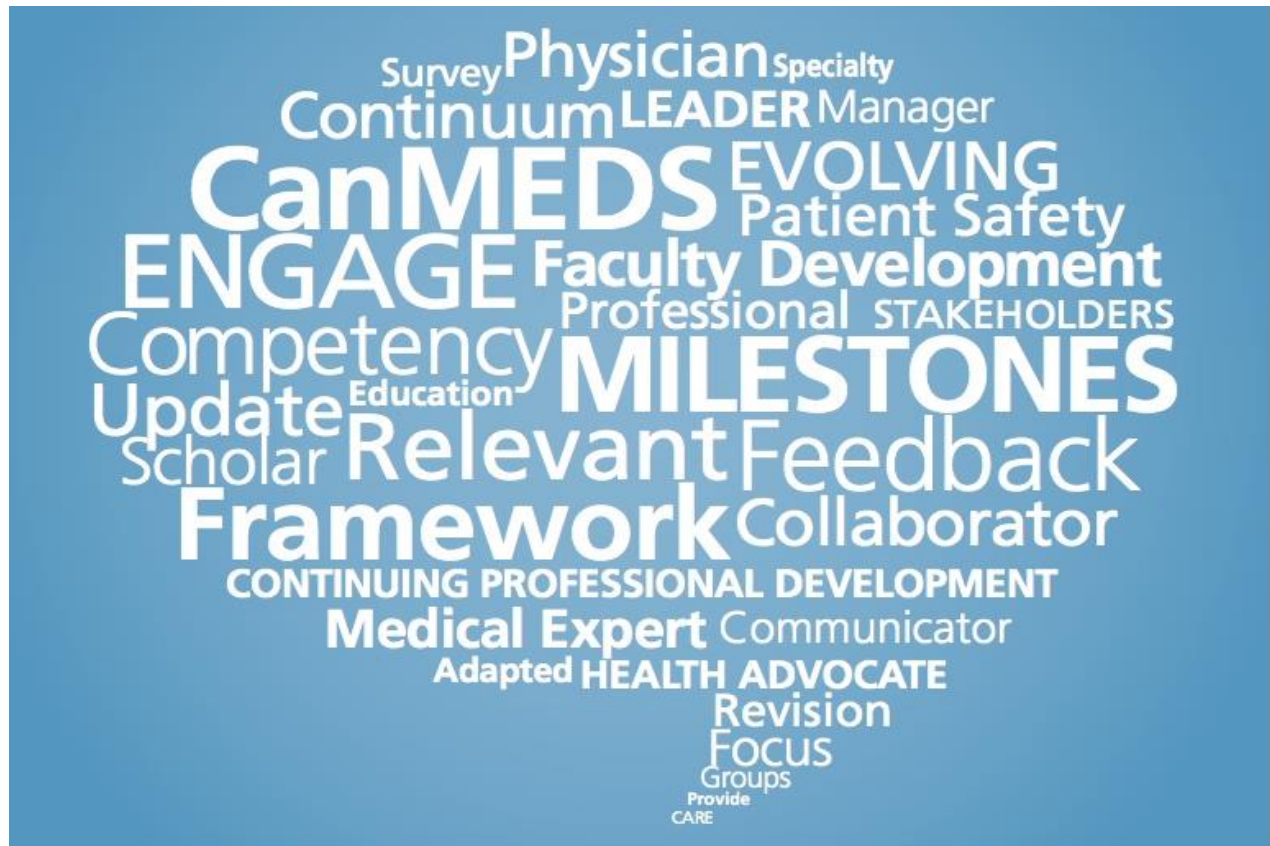 Survey Physician Specialty
Continuum LEADER Manager
CanMEDS EVOLVING
Patient Safety
ENGAGE Faculty Development
Professional STAKEHOLDERS
Competency MILESTONES
Update Education
Scholar Relevant Feedback
Framework Collaborator
CONTINUING PROFESSIONAL DEVELOPMENT
Medical Expert Communicator
Adapted HEALTH ADVOCATE
Revision
Focus
Groups
Provide
CARE